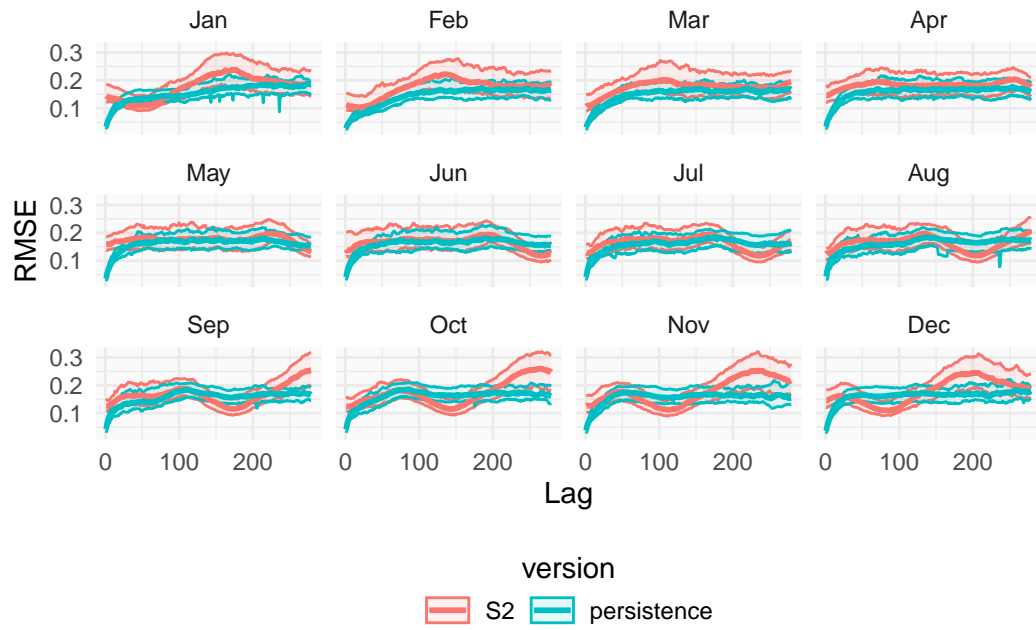 Jan Feb Mar Apr
0.3
0.2
0.1
May Jun Jul Aug
0.3
0.2
0.1
RMSE
Sep Oct Nov Dec
0.3
0.2
0.1
0 100 200 0 100 200 0 100 200 0 100 200
Lag
version
S2 persistence